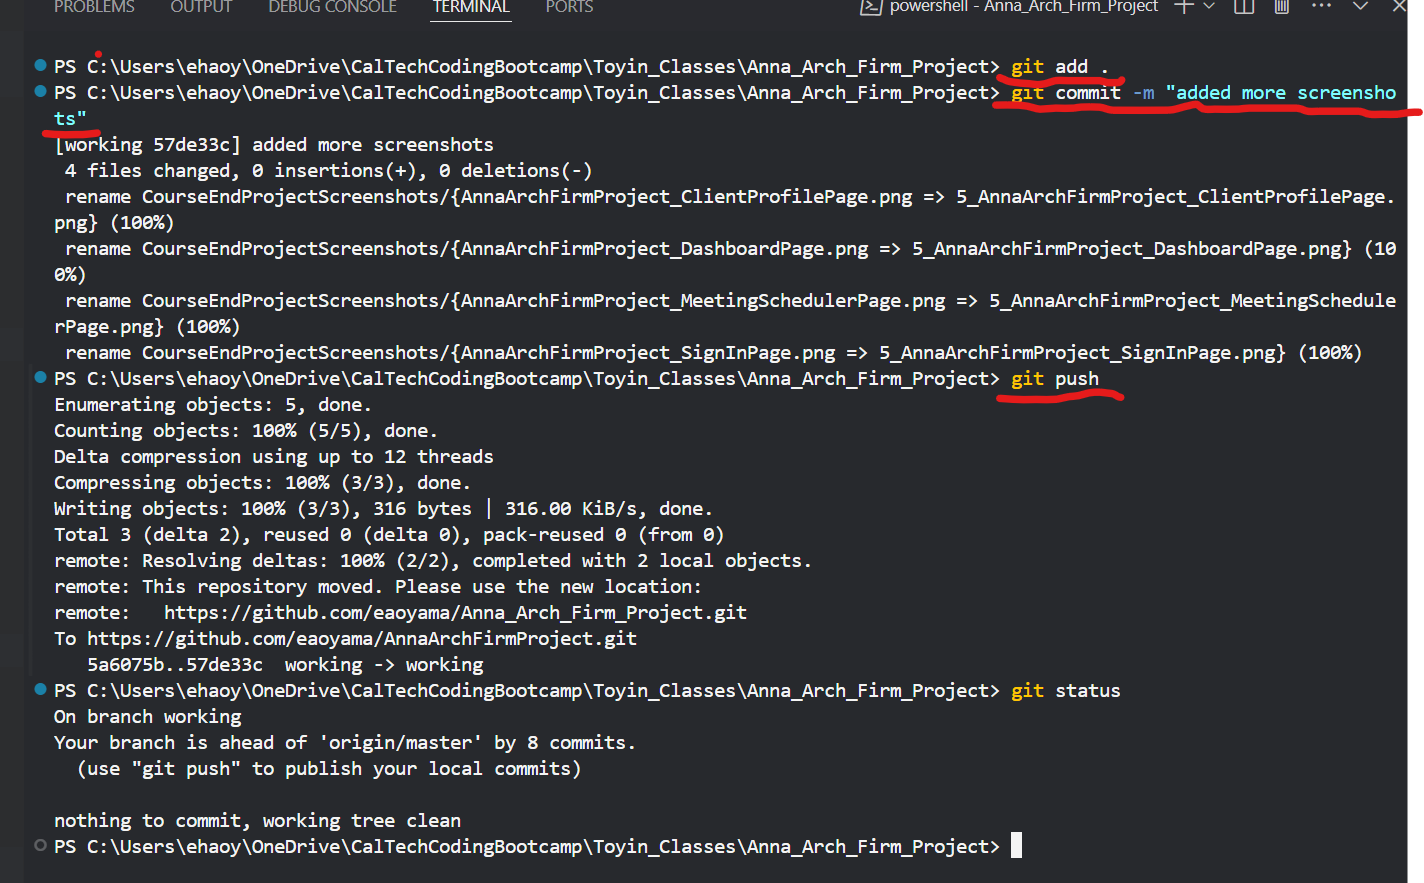 PROBLEMS OUTPUT DEBUG CONSOLE TERMINAL PORTS powershell - Anna_Arch_Firm_Project
PS C:\Users\ehaoy\OneDrive\CalTechCodingBootcamp\Toyin_Classes\Anna_Arch_Firm_Project> git add .
PS C:\Users\ehaoy\OneDrive\CalTechCodingBootcamp\Toyin_Classes\Anna_Arch_Firm_Project> git commit -m "added more screensho
ts"
[working 57de33c] added more screenshots
4 files changed, 0 insertions(+), 0 deletions(-)
rename CourseEndProjectScreenshots/{AnnaArchFirmProject_ClientProfilePage.png => 5_AnnaArchFirmProject_ClientProfilePage.
png} (100%)
rename CourseEndProjectScreenshots/{AnnaArchFirmProject_DashboardPage.png => 5_AnnaArchFirmProject_DashboardPage.png} (10
0%)
rename CourseEndProjectScreenshots/{AnnaArchFirmProject_MeetingSchedulerPage.png => 5_AnnaArchFirmProject_MeetingSchedule
rPage.png} (100%)
rename CourseEndProjectScreenshots/{AnnaArchFirmProject_SignInPage.png => 5_AnnaArchFirmProject_SignInPage.png} (100%)
PS C:\Users\ehaoy\OneDrive\CalTechCodingBootcamp\Toyin_Classes\Anna_Arch_Firm_Project> git push
Enumerating objects: 5, done.
Counting objects: 100% (5/5), done.
Delta compression using up to 12 threads
Compressing objects: 100% (3/3), done.
Writing objects: 100% (3/3), 316 bytes | 316.00 KiB/s, done.
Total 3 (delta 2), reused 0 (delta 0), pack-reused 0 (from 0)
remote: Resolving deltas: 100% (2/2), completed with 2 local objects.
remote: This repository moved. Please use the new location:
remote:   https://github.com/eaoyama/Anna_Arch_Firm_Project.git
To https://github.com/eaoyama/AnnaArchFirmProject.git
5a6075b..57de33c  working -> working
PS C:\Users\ehaoy\OneDrive\CalTechCodingBootcamp\Toyin_Classes\Anna_Arch_Firm_Project> git status
On branch working
Your branch is ahead of 'origin/master' by 8 commits.
(use "git push" to publish your local commits)
nothing to commit, working tree clean
PS C:\Users\ehaoy\OneDrive\CalTechCodingBootcamp\Toyin_Classes\Anna_Arch_Firm_Project>